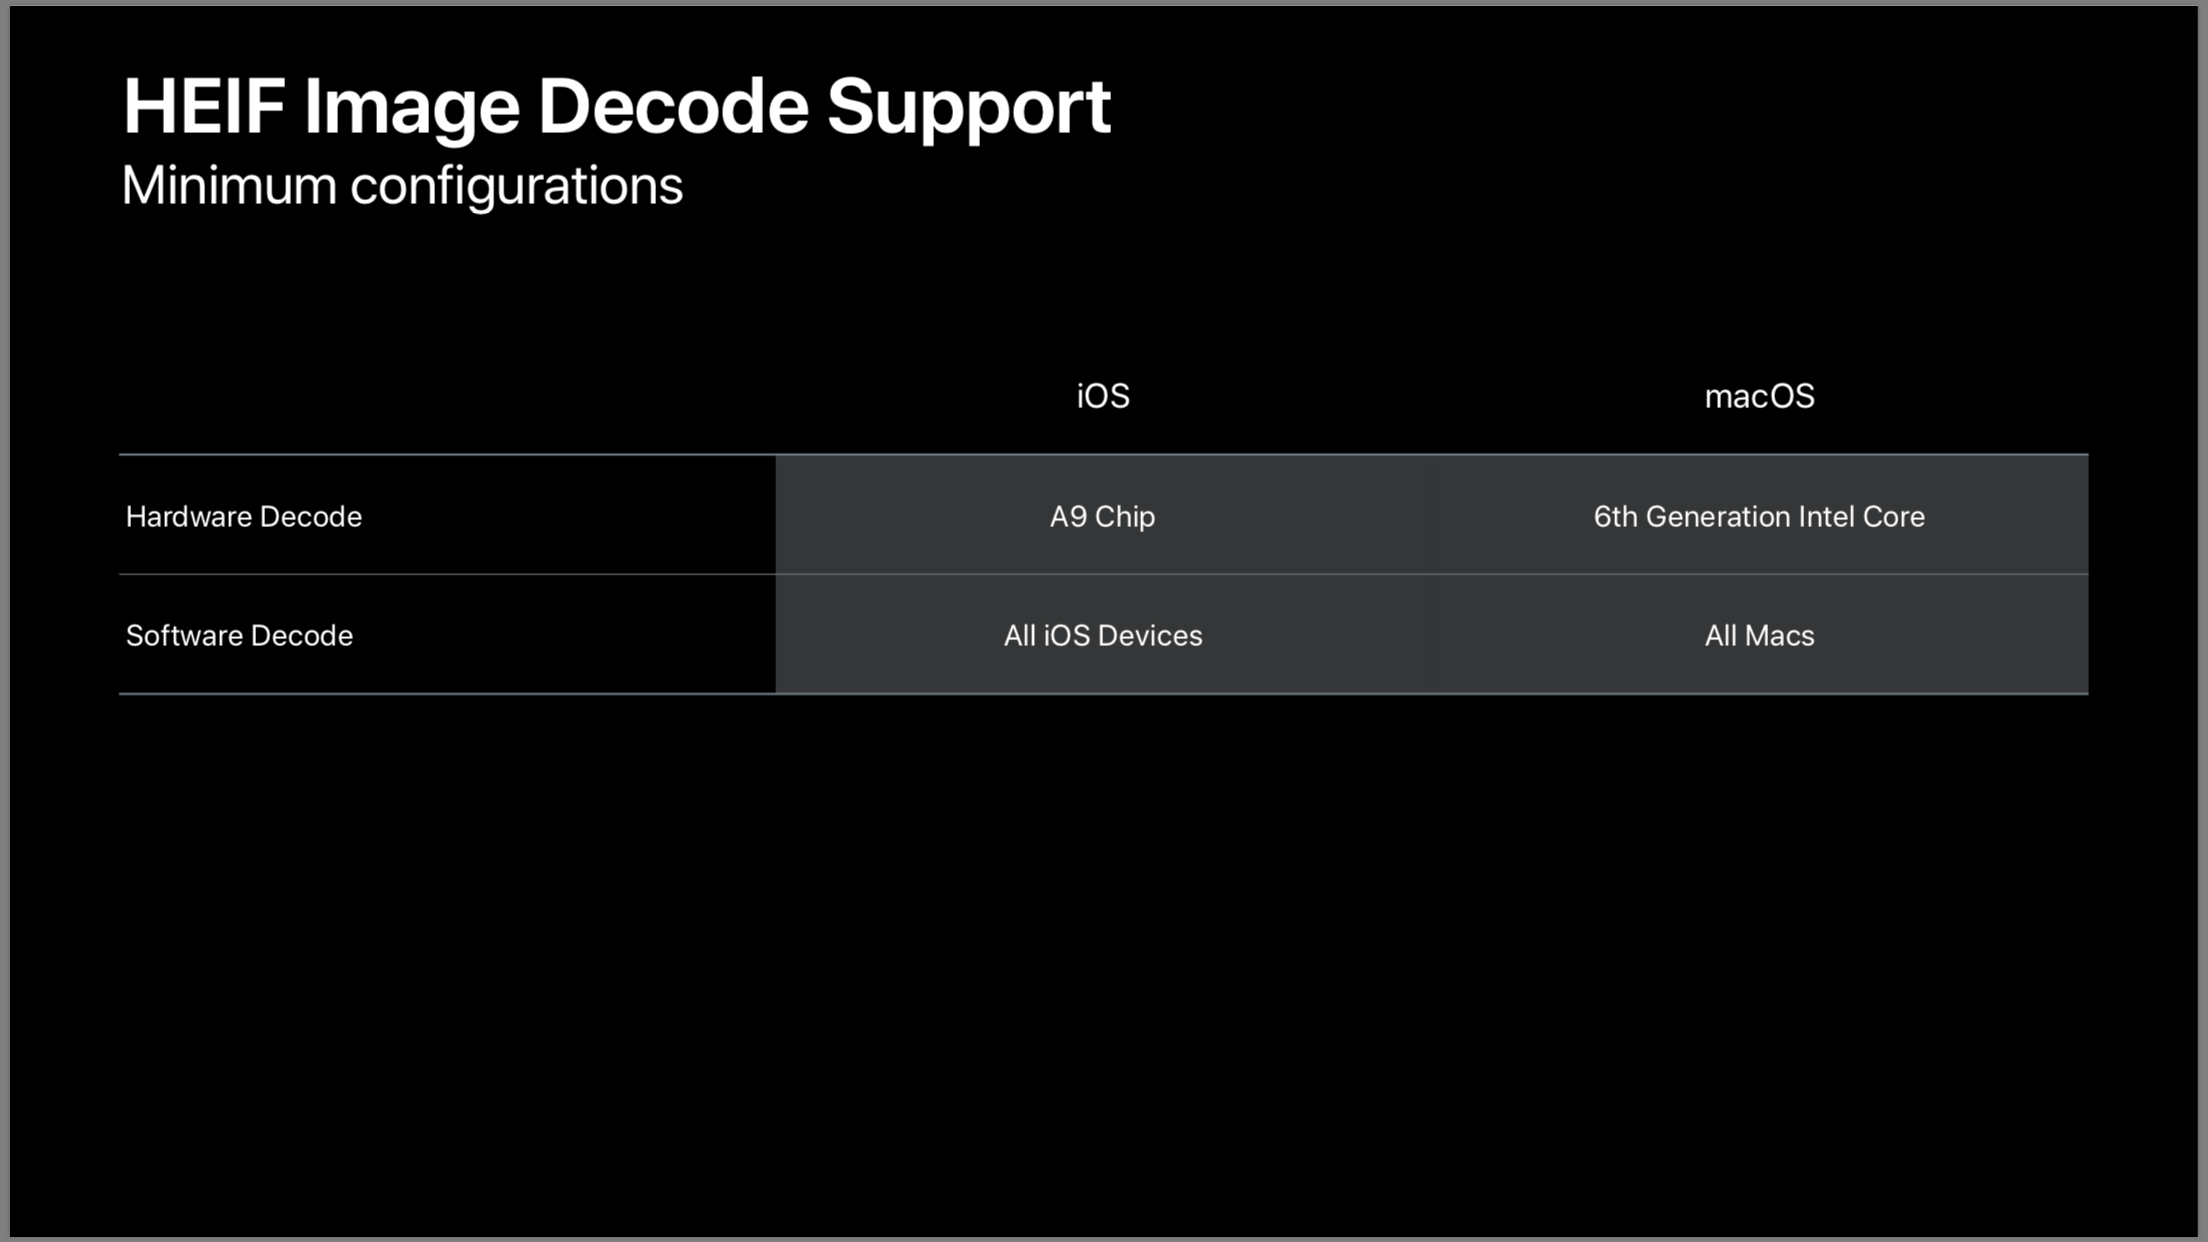 HEIF Image Decode Support
Minimum configurations
iOS macOS
Hardware Decode A9 Chip 6th Generation Intel Core
Software Decode All iOS Devices All Macs